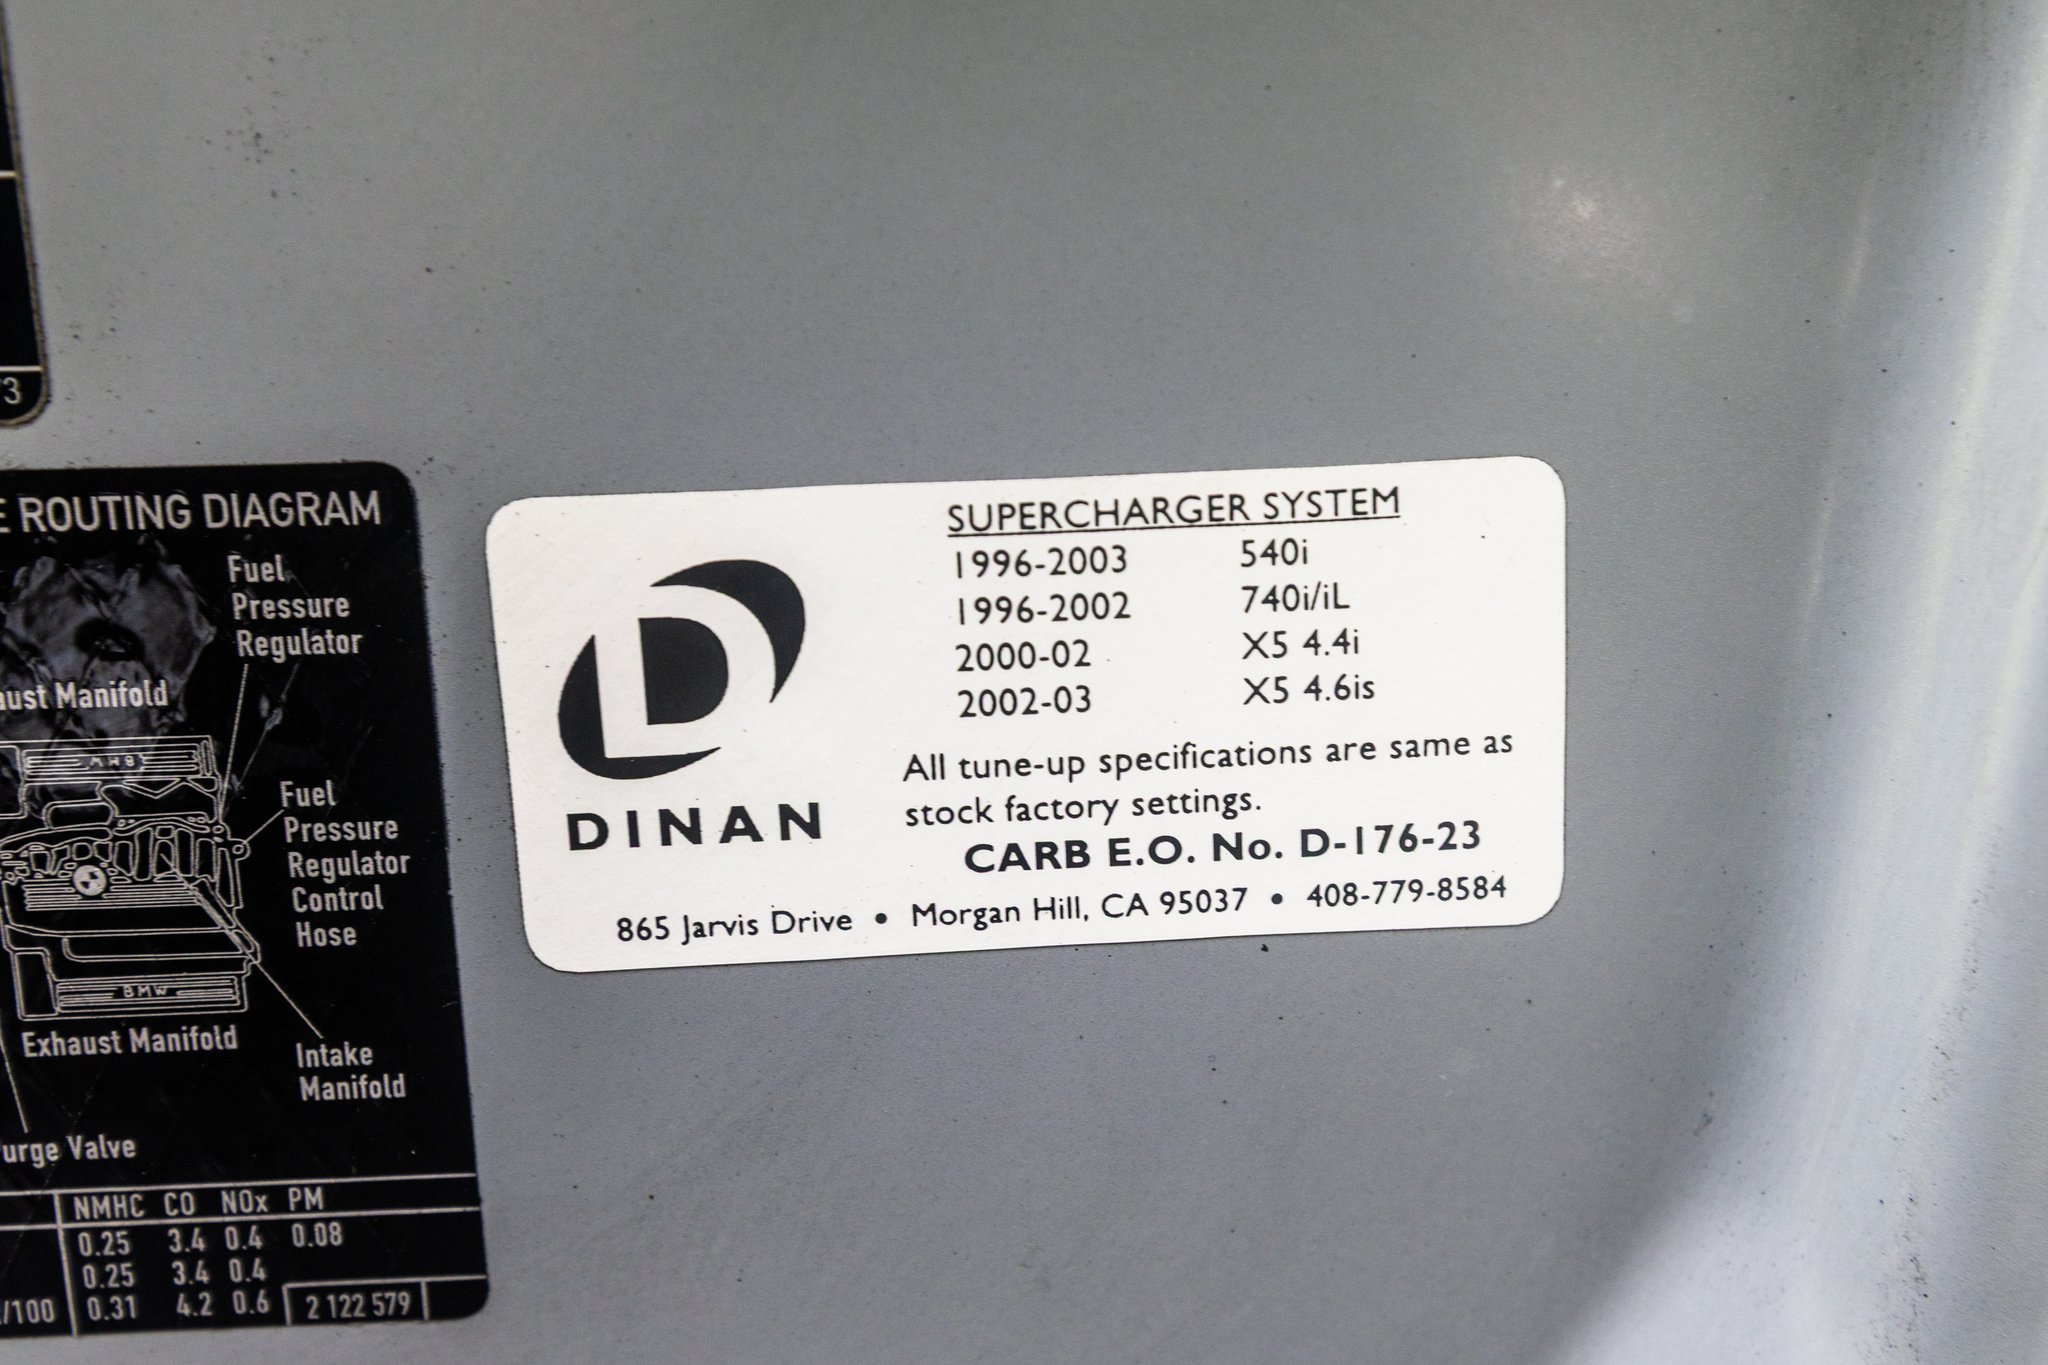 73
E ROUTING DIAGRAM
Fuel
Pressure
Regulator
aust Manifold
BMW
Fuel
Pressure
Regulator
Control
Hose
BMW
Exhaust Manifold
Intake
Manifold
urge Valve
NMHC CO NOx PM
0.25 3.4 0.4 0.08
0.25 3.4 0.4
/100 0.31 4.2 0.6 2 122 579
DINAN
SUPERCHARGER SYSTEM
1996-2003 540i
1996-2002 740i/iL
2000-02 X5 4.4i
2002-03 X5 4.6is
All tune-up specifications are same as
stock factory settings.
CARB E.O. No. D-176-23
865 Jarvis Drive • Morgan Hill, CA 95037 • 408-779-8584